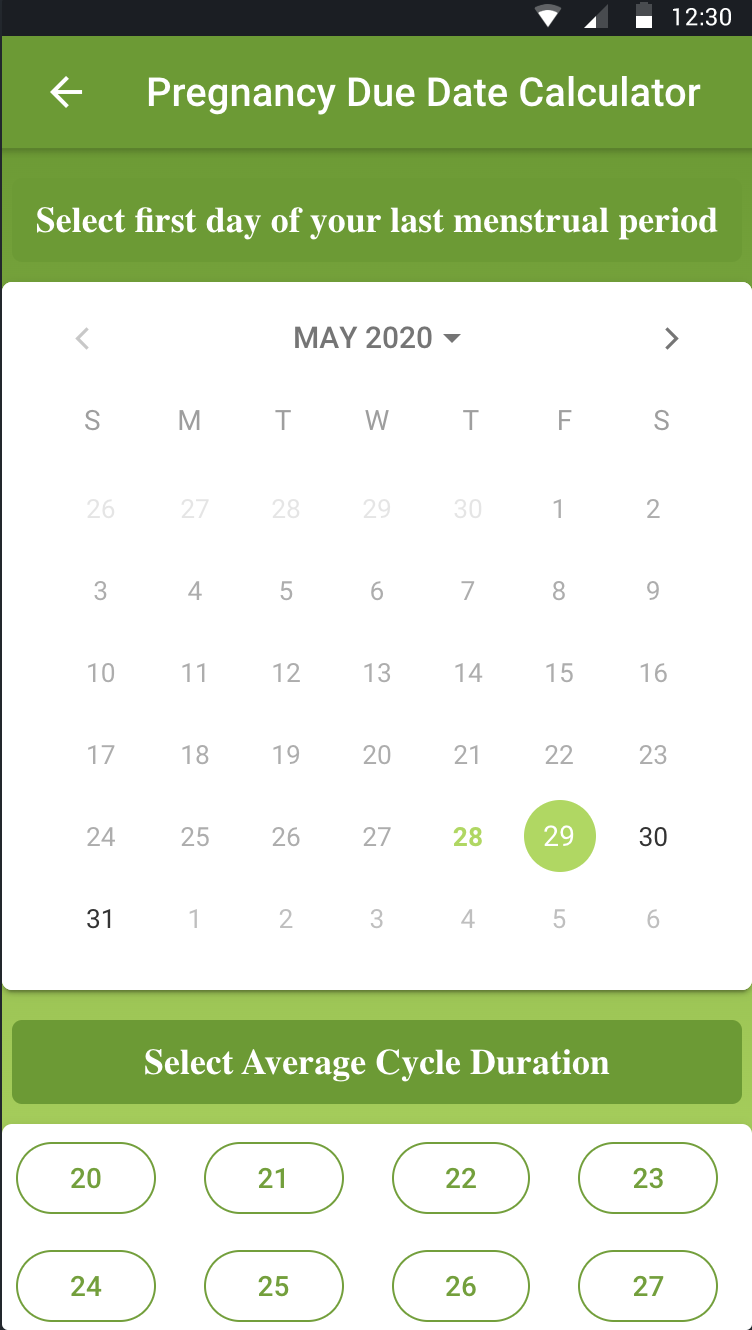 12:30
Pregnancy Due Date Calculator
Select first day of your last menstrual period
MAY 2020
S M T W T F S
26 27 28 29 30 1 2
3 4 5 6 7 8 9
10 11 12 13 14 15 16
17 18 19 20 21 22 23
24 25 26 27 28 29 30
31 1 2 3 4 5 6
Select Average Cycle Duration
20 21 22 23
24 25 26 27